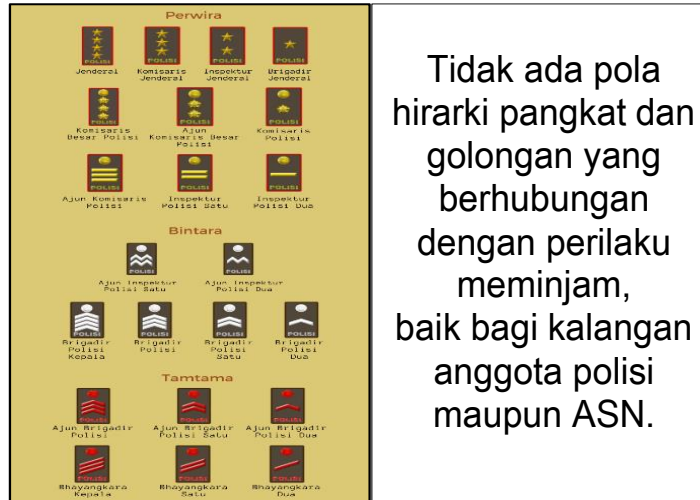 Perwira
POLISI POLISI POLISI POLISI
Jenderal Komisaris Inspektur Brigadir
Jenderal Jenderal Jenderal
POLISI POLISI POLISI
Komisaris Ajun Komisaris
Besar Polisi Komisaris Besar Polisi
Polisi
POLISI POLISI POLISI
Ajun Komisaris Inspektur Inspektur
Polisi Polisi Satu Polisi Dua
Bintara
POLISI POLISI
Ajun Inspektur Ajun Inspektur
Polisi Satu Polisi Dua
POLISI POLISI POLISI POLISI
Brigadir Brigadir Brigadir Brigadir
Polisi Polisi Polisi Polisi
Kepala Satu Dua
Tamtama
POLISI POLISI POLISI
Ajun Brigadir Ajun Brigadir Ajun Brigadir
Polisi Polisi Satu Polisi Dua
POLISI POLISI POLISI
Bhayangkara Bhayangkara Bhayangkara
Kepala Satu Dua
Tidak ada pola
hirarki pangkat dan
golongan yang
berhubungan
dengan perilaku
meminjam,
baik bagi kalangan
anggota polisi
maupun ASN.